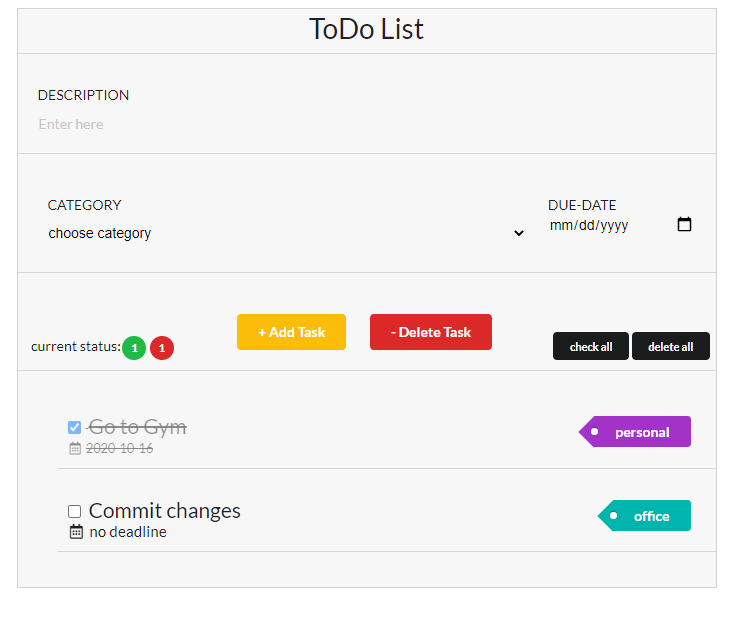 ToDo List
DESCRIPTION
Enter here
CATEGORY
DUE-DATE
choose category
mm/dd/yyyy
+ Add Task
- Delete Task
current status: 1 1
check all
delete all
Go to Gym
personal
2020-10-16
Commit changes
office
no deadline